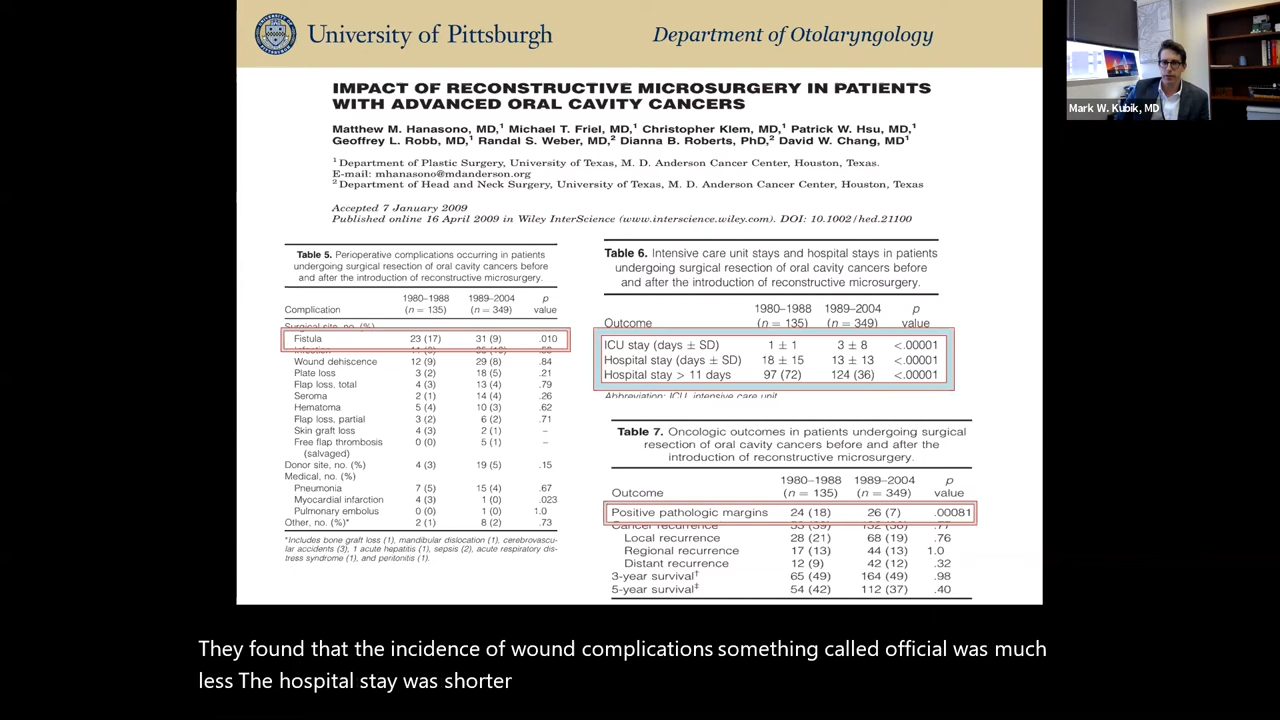 University of Pittsburgh
Department of Otolaryngology
Mark W. Kubik, MD
IMPACT OF RECONSTRUCTIVE MICROSURGERY IN PATIENTS
WITH ADVANCED ORAL CAVITY CANCERS
Matthew M. Hanasono, MD,1 Michael T. Friel, MD,1 Christopher Klem, MD,1 Patrick W. Hsu, MD,1
Geoffrey L. Robb, MD,1 Randal S. Weber, MD,2 Dianna B. Roberts, PhD,2 David W. Chang, MD1
1 Department of Plastic Surgery, University of Texas, M. D. Anderson Cancer Center, Houston, Texas.
E-mail: mhanasono@mdanderson.org
2 Department of Head and Neck Surgery, University of Texas, M. D. Anderson Cancer Center, Houston, Texas
Accepted 7 January 2009
Published online 16 April 2009 in Wiley InterScience (www.interscience.wiley.com). DOI: 10.1002/hed.21100
Table 5. Perioperative complications occurring in patients
undergoing surgical resection of oral cavity cancers before
and after the introduction of reconstructive microsurgery.
1980–1988 1989–2004 p
Complication (n = 135) (n = 349) value
Surgical site, no. (%)
Fistula 23 (17) 31 (9) .010
Wound dehiscence 12 (9) 29 (8) .84
Plate loss 3 (2) 18 (5) .21
Flap loss, total 4 (3) 13 (4) .79
Seroma 2 (1) 14 (4) .26
Hematoma 5 (4) 10 (3) .62
Flap loss, partial 3 (2) 6 (2) .71
Skin graft loss 4 (3) 2 (1) –
Free flap thrombosis 0 (0) 5 (1) –
(salvaged)
Donor site, no. (%) 4 (3) 19 (5) .15
Medical, no. (%)
Pneumonia 7 (5) 15 (4) .67
Myocardial infarction 4 (3) 1 (0) .023
Pulmonary embolus 0 (0) 1 (0) 1.0
Other, no. (%)* 2 (1) 8 (2) .73
*Includes bone graft loss (1), mandibular dislocation (1), cerebrovascu-
lar accidents (3), 1 acute hepatitis (1), sepsis (2), acute respiratory dis-
tress syndrome (1), and peritonitis (1).
Table 6. Intensive care unit stays and hospital stays in patients
undergoing surgical resection of oral cavity cancers before
and after the introduction of reconstructive microsurgery.
1980–1988 1989–2004 p
Outcome (n = 135) (n = 349) value
ICU stay (days ± SD) 1 ± 1 3 ± 8 <.00001
Hospital stay (days ± SD) 18 ± 15 13 ± 13 <.00001
Hospital stay > 11 days 97 (72) 124 (36) <.00001
Abbreviation: ICU, intensive care unit
Table 7. Oncologic outcomes in patients undergoing surgical
resection of oral cavity cancers before and after the
introduction of reconstructive microsurgery.
1980–1988 1989–2004 p
Outcome (n = 135) (n = 349) value
Positive pathologic margins 24 (18) 26 (7) .00081
Cancer recurrence
Local recurrence 28 (21) 68 (19) .76
Regional recurrence 17 (13) 44 (13) 1.0
Distant recurrence 12 (9) 42 (12) .32
3-year survival† 65 (49) 164 (49) .98
5-year survival‡ 54 (42) 112 (37) .40
They found that the incidence of wound complications something called official was much
less The hospital stay was shorter